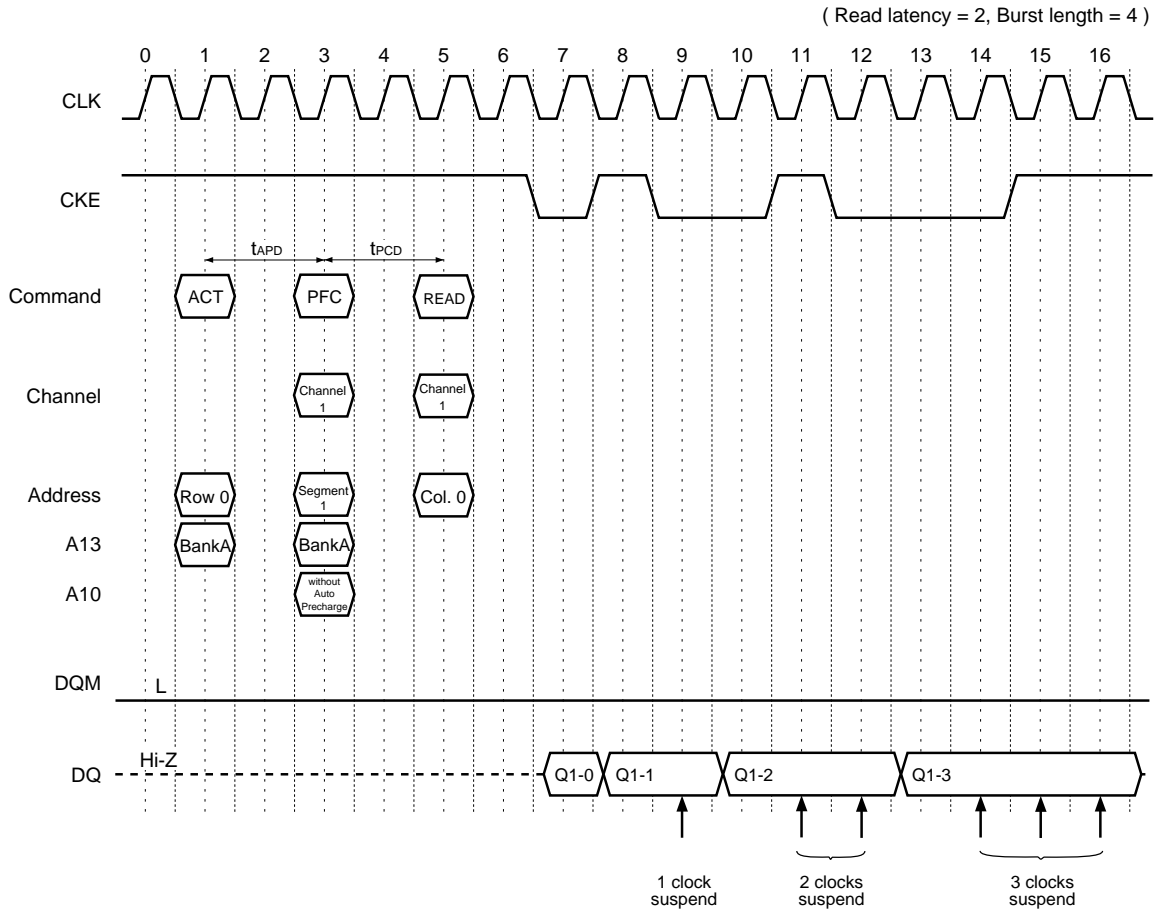 ( Read latency = 2, Burst length = 4 )
0 1 2 3 4 5 6 7 8 9 10 11 12 13 14 15 16
CLK
CKE
tAPD tPCD
Command ACT PFC READ
Channel Channel 1 Channel 1
Address Row 0 Segment 1 Col. 0
A13 BankA BankA
A10 without Auto Precharge
DQM L
Hi-Z
DQ Q1-0 Q1-1 Q1-2 Q1-3
1 clock suspend 2 clocks suspend 3 clocks suspend